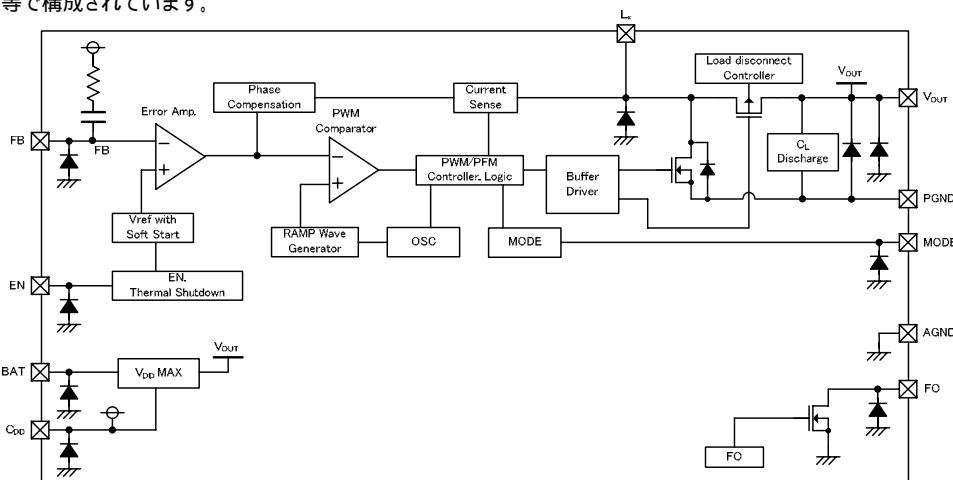 等で構成されています。
Lx
Load disconnect
Controller
VOUT
Phase
Compensation
Current
Sense
VOUT
Error Amp.
PWM
Comparator
FB
FB
CL
Discharge
PWM/PFM
Controller. Logic
Buffer
Driver
PGND
Vref with
Soft Start
RAMP Wave
Generator
OSC
MODE
MODE
EN
EN.
Thermal Shutdown
AGND
VOUT
BAT
VDD MAX
FO
CDD
FO